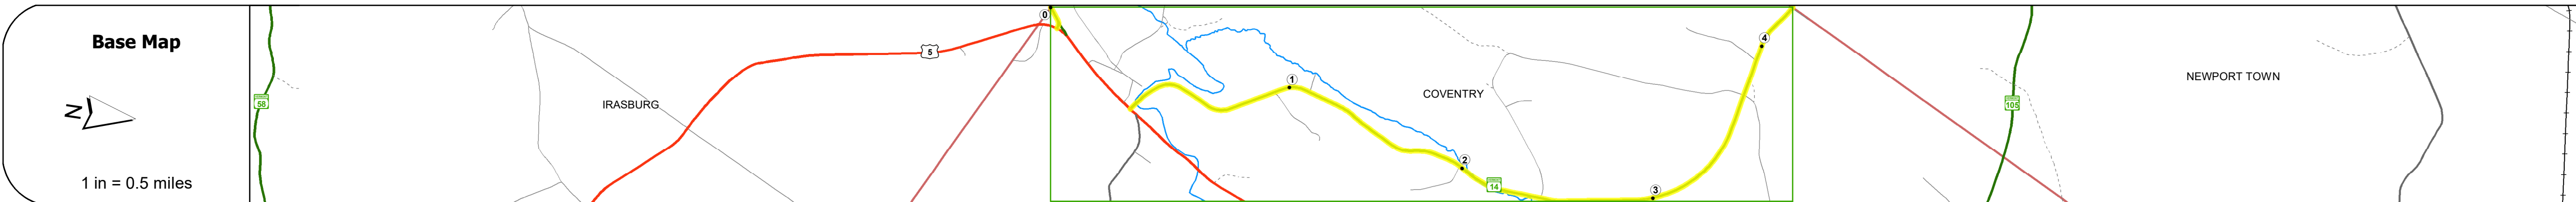 Base Map
N
1 in = 0.5 miles
58
IRASBURG
5
0
1
COVENTRY
2
14
3
4
105
NEWPORT TOWN